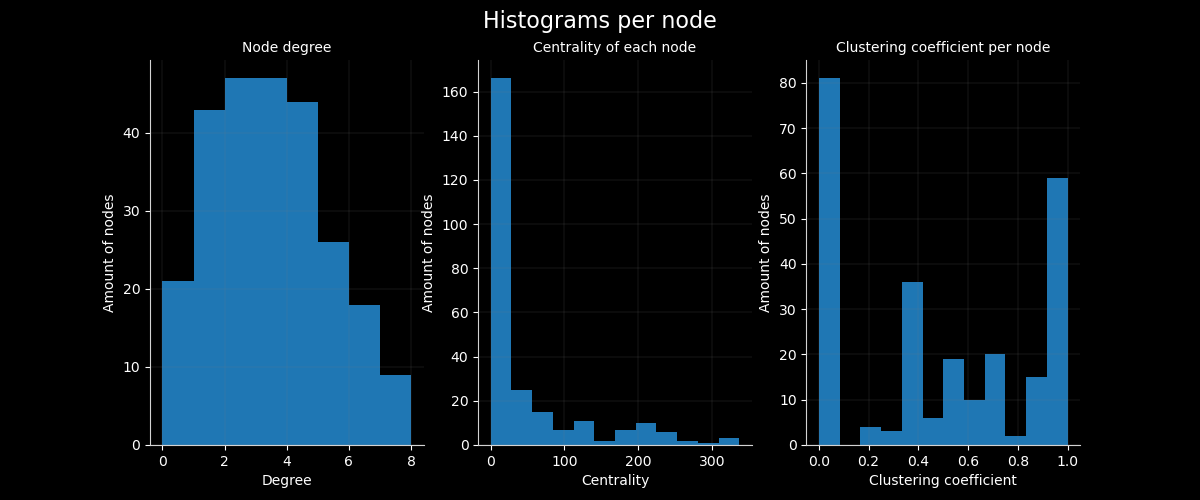 Histograms per node
Node degree
Amount of nodes
0
10
20
30
40
0 2 4 6 8
Degree
Centrality of each node
Amount of nodes
0
20
40
60
80
100
120
140
160
0 100 200 300
Centrality
Clustering coefficient per node
Amount of nodes
0
10
20
30
40
50
60
70
80
0.0 0.2 0.4 0.6 0.8 1.0
Clustering coefficient